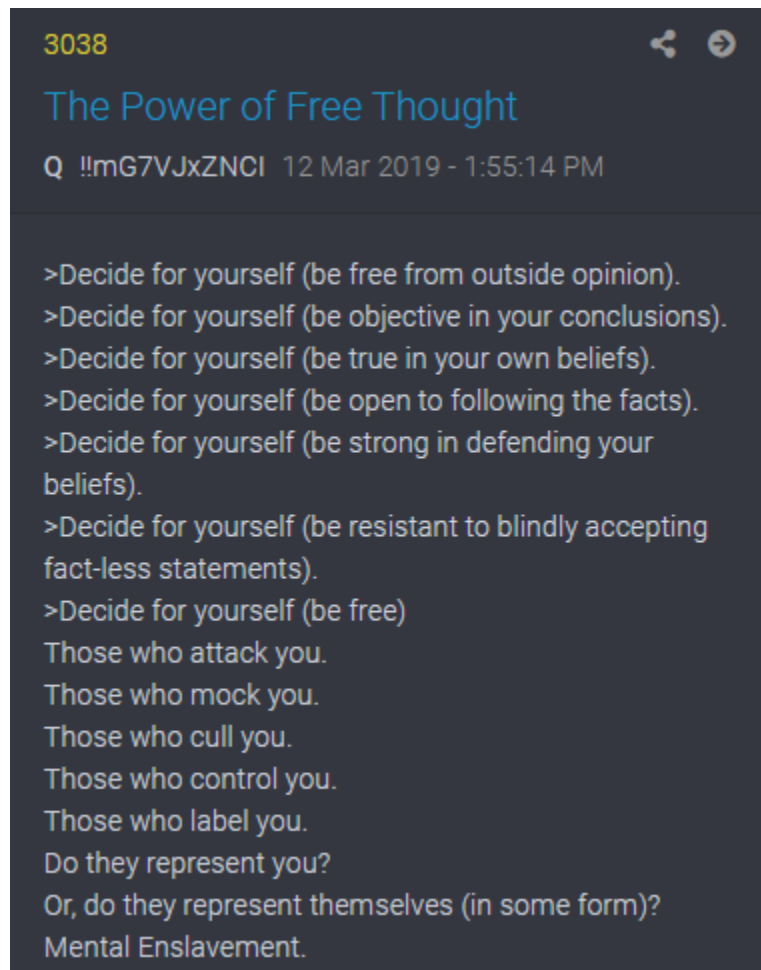 3038
The Power of Free Thought
Q !!mG7VJxZNCI 12 Mar 2019 - 1:55:14 PM
>Decide for yourself (be free from outside opinion).
>Decide for yourself (be objective in your conclusions).
>Decide for yourself (be true in your own beliefs).
>Decide for yourself (be open to following the facts).
>Decide for yourself (be strong in defending your
beliefs).
>Decide for yourself (be resistant to blindly accepting
fact-less statements).
>Decide for yourself (be free)
Those who attack you.
Those who mock you.
Those who cull you.
Those who control you.
Those who label you.
Do they represent you?
Or, do they represent themselves (in some form)?
Mental Enslavement.